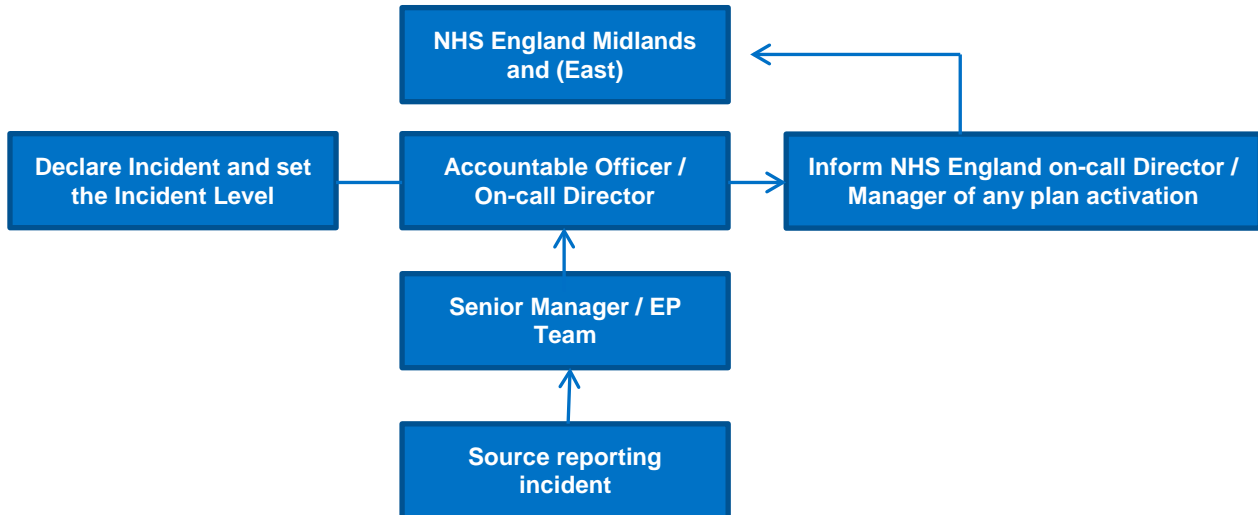 NHS England Midlands
and (East)
Declare Incident and set
the Incident Level
Accountable Officer /
On-call Director
Inform NHS England on-call Director /
Manager of any plan activation
Senior Manager / EP
Team
Source reporting
incident